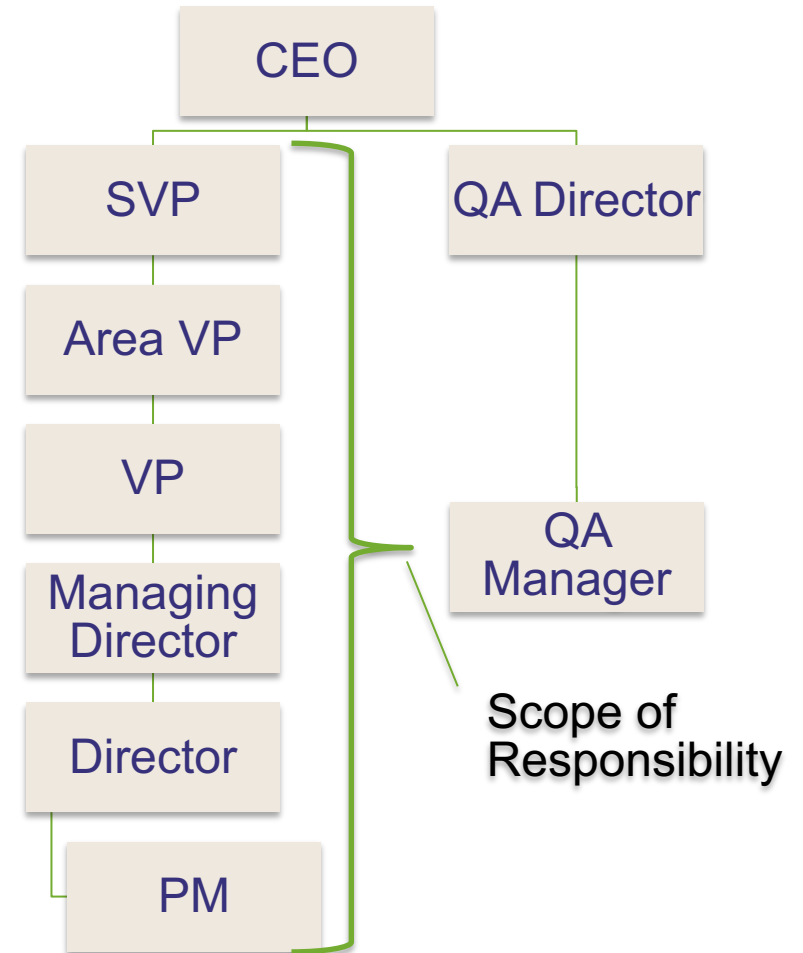 CEO
SVP
QA Director
Area VP
VP
QA
Manager
Managing
Director
Scope of
Responsibility
Director
PM